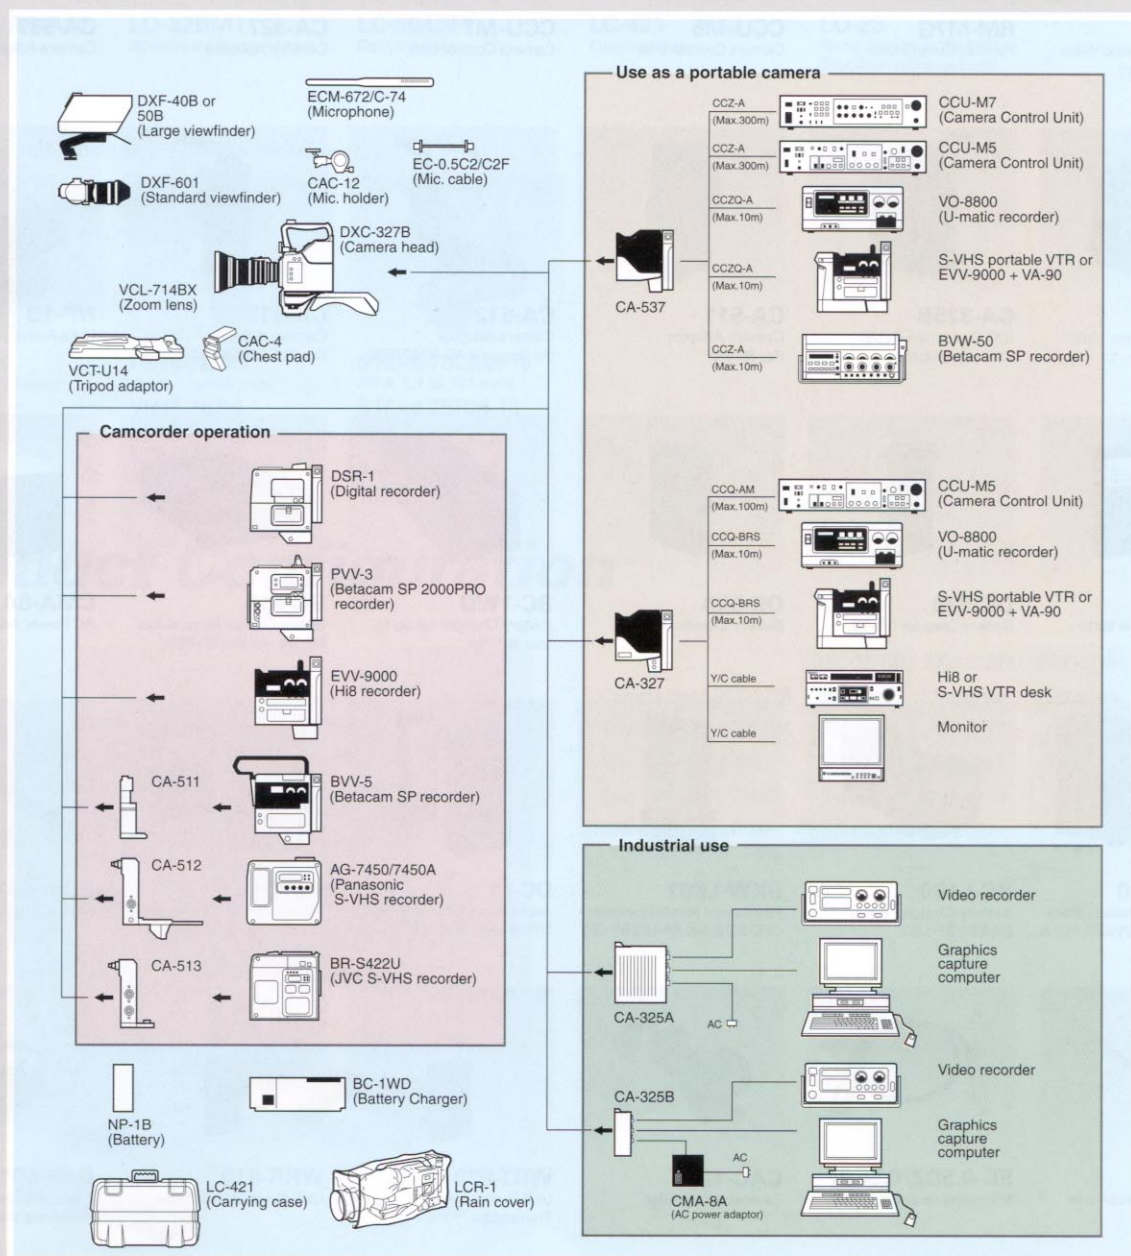 DXF-40B or
50B
(Large viewfinder)
ECM-672/C-74
(Microphone)
DXF-601
(Standard viewfinder)
CAC-12
(Mic. holder)
EC-0.5C2/C2F
(Mic. cable)
DXC-327B
(Camera head)
VCL-714BX
(Zoom lens)
VCT-U14
(Tripod adaptor)
CAC-4
(Chest pad)
Use as a portable camera
CA-537
CCZ-A
(Max.300m)
CCU-M7
(Camera Control Unit)
CCZ-A
(Max.300m)
CCU-M5
(Camera Control Unit)
CCZQ-A
(Max.10m)
VO-8800
(U-matic recorder)
CCZQ-A
(Max.10m)
S-VHS portable VTR or
EVV-9000 + VA-90
CCZ-A
(Max.10m)
BVW-50
(Betacam SP recorder)
CA-327
CCQ-AM
(Max.100m)
CCU-M5
(Camera Control Unit)
CCQ-BRS
(Max.10m)
VO-8800
(U-matic recorder)
CCQ-BRS
(Max.10m)
S-VHS portable VTR or
EVV-9000 + VA-90
Y/C cable
Hi8 or
S-VHS VTR desk
Y/C cable
Monitor
Camcorder operation
DSR-1
(Digital recorder)
PVV-3
(Betacam SP 2000PRO
recorder)
EVV-9000
(Hi8 recorder)
CA-511
BVV-5
(Betacam SP recorder)
CA-512
AG-7450/7450A
(Panasonic
S-VHS recorder)
CA-513
BR-S422U
(JVC S-VHS recorder)
Industrial use
CA-325A
AC
Video recorder
Graphics
capture
computer
CA-325B
AC
CMA-8A
(AC power adaptor)
Video recorder
Graphics
capture
computer
NP-1B
(Battery)
BC-1WD
(Battery Charger)
LC-421
(Carrying case)
LCR-1
(Rain cover)